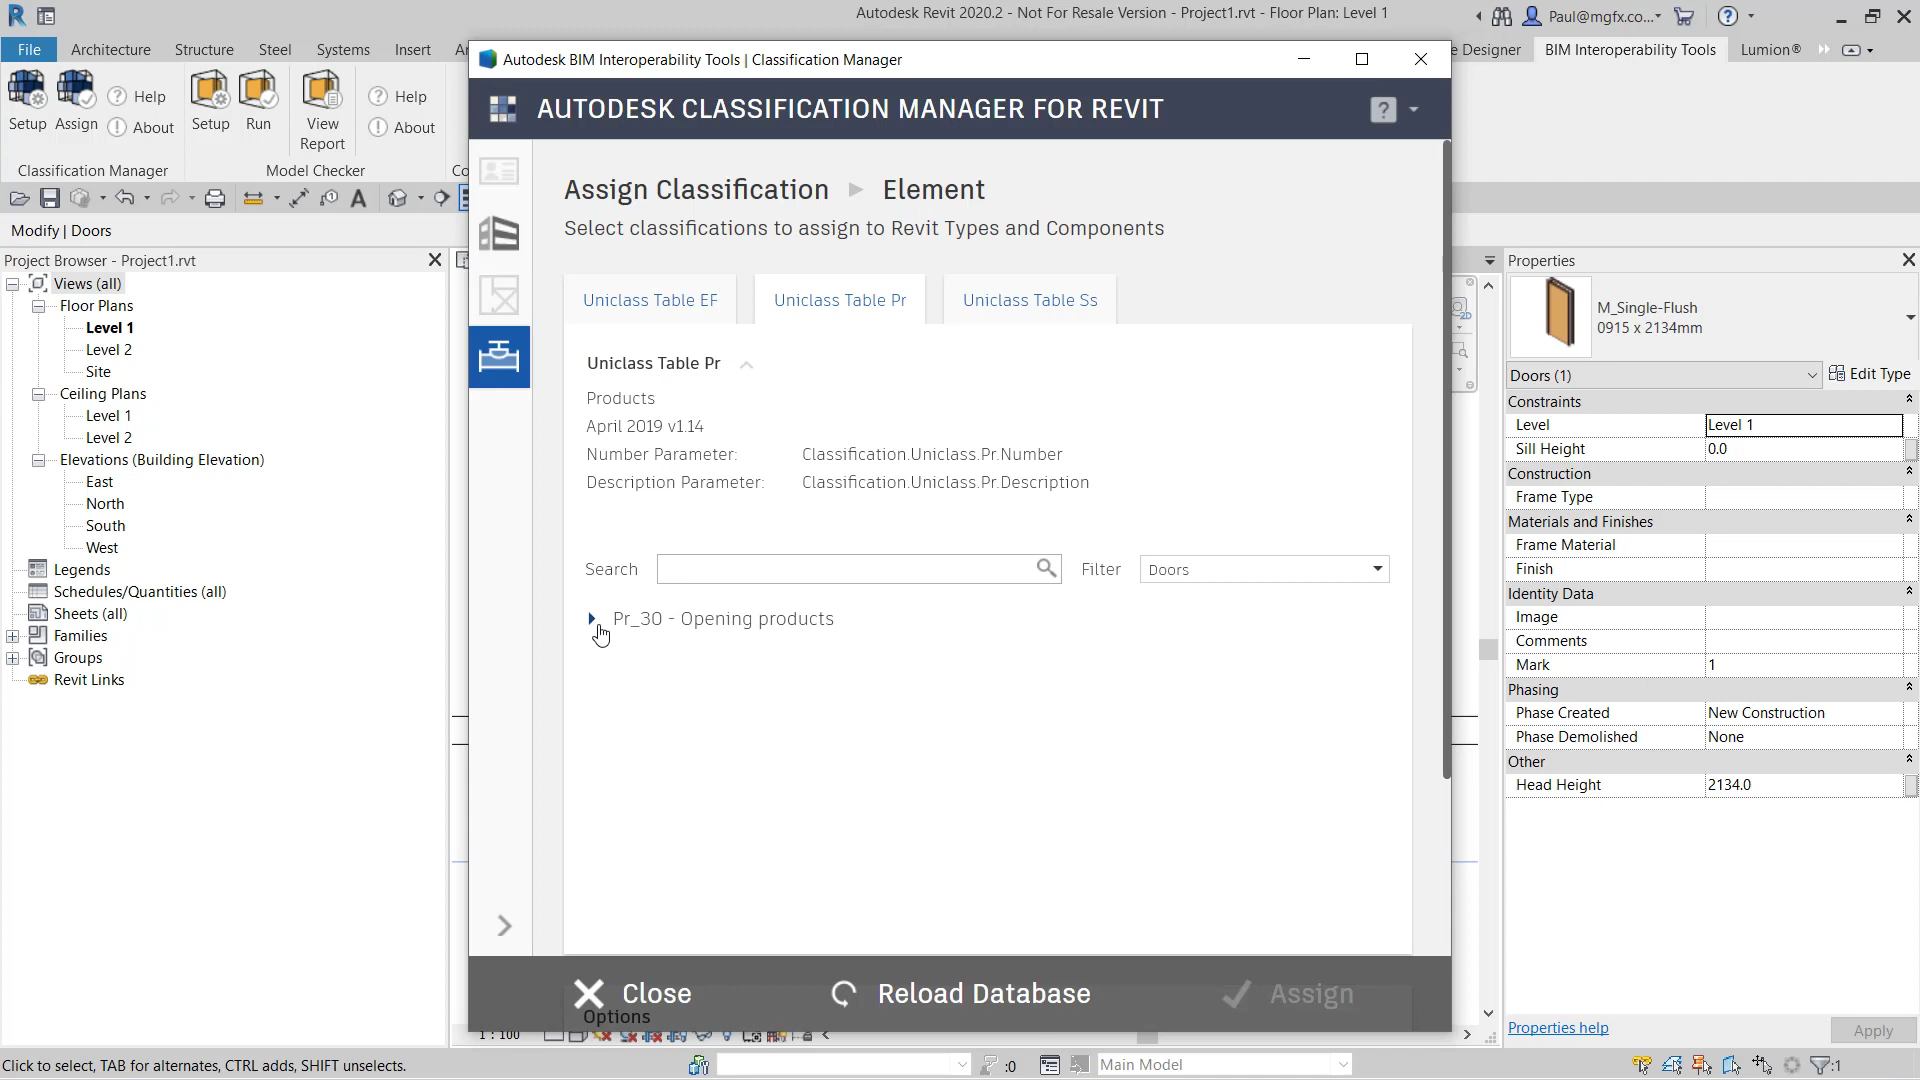 Autodesk Revit 2020.2 - Not For Resale Version - Project1.rvt - Floor Plan: Level 1
Paul@mgfx.co...
File Architecture Structure Steel Systems Insert
e Designer BIM Interoperability Tools Lumion®
Setup Assign Help About
Setup Run View Report Help About
Classification Manager Model Checker Co
Modify | Doors
Project Browser - Project1.rvt
Views (all)
Floor Plans
Level 1
Level 2
Site
Ceiling Plans
Level 1
Level 2
Elevations (Building Elevation)
East
North
South
West
Legends
Schedules/Quantities (all)
Sheets (all)
Families
Groups
Revit Links
Autodesk BIM Interoperability Tools | Classification Manager
AUTODESK CLASSIFICATION MANAGER FOR REVIT
Assign Classification Element
Select classifications to assign to Revit Types and Components
Uniclass Table EF Uniclass Table Pr Uniclass Table Ss
Uniclass Table Pr
Products
April 2019 v1.14
Number Parameter: Classification.Uniclass.Pr.Number
Description Parameter: Classification.Uniclass.Pr.Description
Search Filter Doors
Pr_30 - Opening products
Close Reload Database Assign
Options
1 : 100
Properties
M_Single-Flush
0915 x 2134mm
Doors (1) Edit Type
Constraints
Level Level 1
Sill Height 0.0
Construction
Frame Type
Materials and Finishes
Frame Material
Finish
Identity Data
Image
Comments
Mark 1
Phasing
Phase Created New Construction
Phase Demolished None
Other
Head Height 2134.0
Properties help Apply
Click to select, TAB for alternates, CTRL adds, SHIFT unselects.
:0 Main Model :1